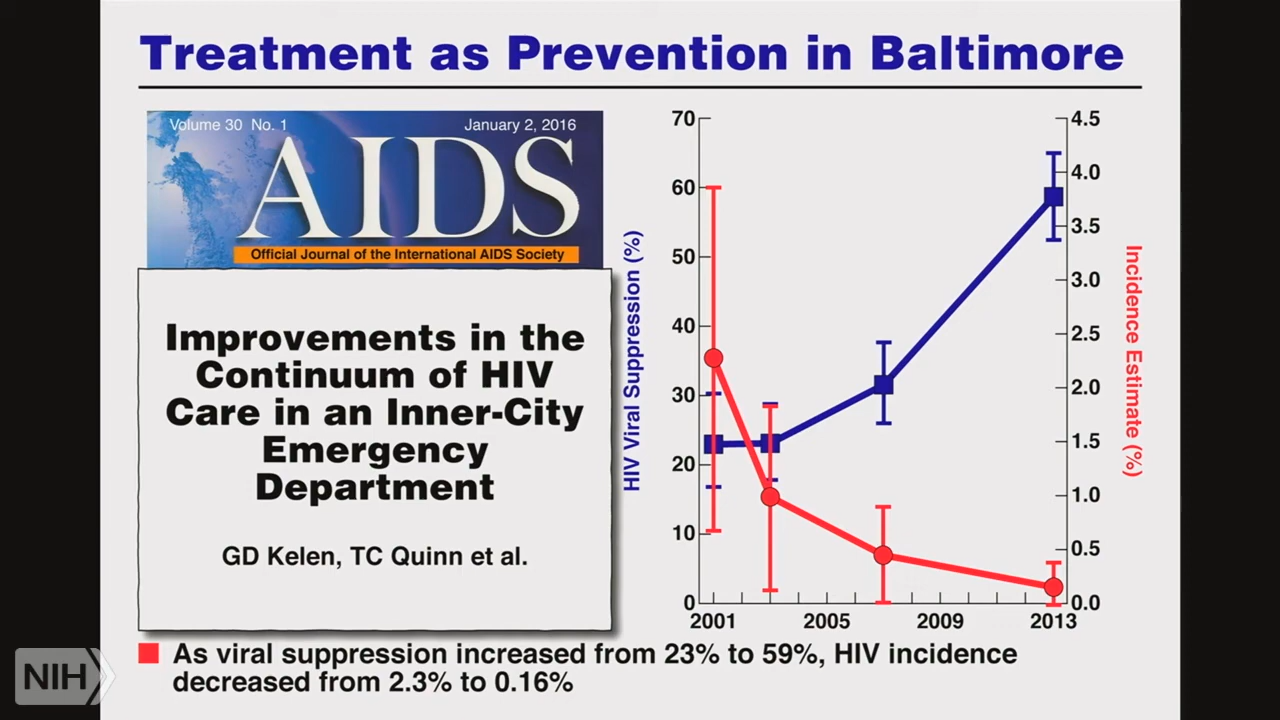 Treatment as Prevention in Baltimore
Volume 30 No. 1
January 2, 2016
AIDS
Official Journal of the International AIDS Society
Improvements in the
Continuum of HIV
Care in an Inner-City
Emergency
Department
GD Kelen, TC Quinn et al.
HIV Viral Suppression (%)
70
60
50
40
30
20
10
0
2001
2005
2009
2013
4.5
4.0
3.5
3.0
2.5
2.0
1.5
1.0
0.5
0.0
Incidence Estimate (%)
As viral suppression increased from 23% to 59%, HIV incidence
decreased from 2.3% to 0.16%
NIH